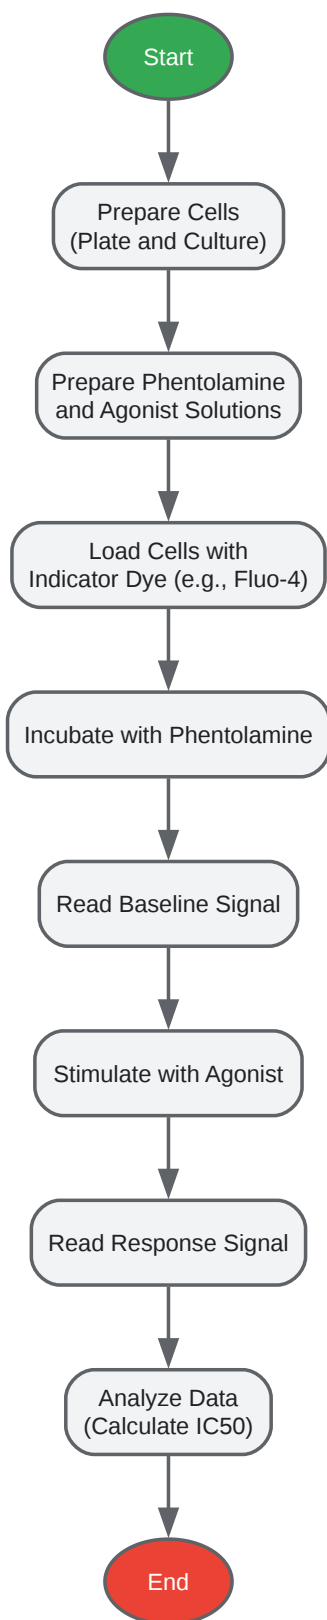 Start
Prepare Cells
(Plate and Culture)
Prepare Phentolamine
and Agonist Solutions
Load Cells with
Indicator Dye (e.g., Fluo-4)
Incubate with Phentolamine
Read Baseline Signal
Stimulate with Agonist
Read Response Signal
Analyze Data
(Calculate IC50)
End